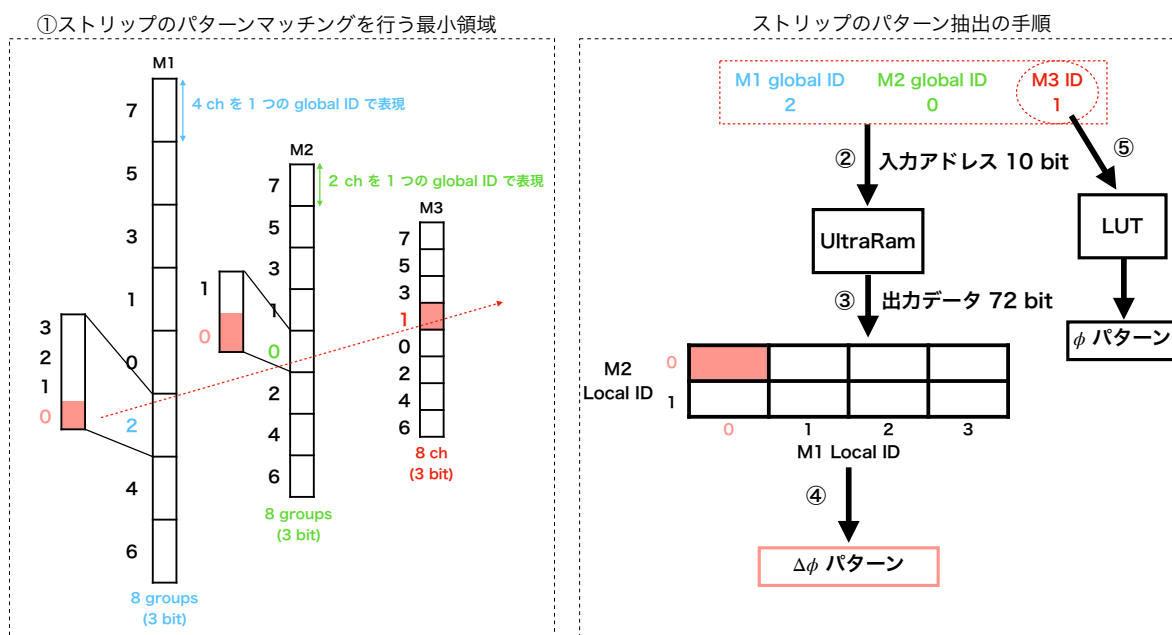 ①ストリップのパターンマッチングを行う最小領域
M1
7
5
3
1
0
2
4
6
4 ch を 1 つの global ID で表現
3
2
1
0
8 groups
(3 bit)
M2
7
5
3
1
0
2
4
6
2 ch を 1 つの global ID で表現
1
0
8 groups
(3 bit)
M3
7
5
3
1
0
2
4
6
8 ch
(3 bit)
ストリップのパターン抽出の手順
M1 global ID
2
M2 global ID
0
M3 ID
1
② 入力アドレス 10 bit
⑤
UltraRam
LUT
③ 出力データ 72 bit
ϕ パターン
M2
Local ID
0
1
0 1 2 3
M1 Local ID
④
Δϕ パターン